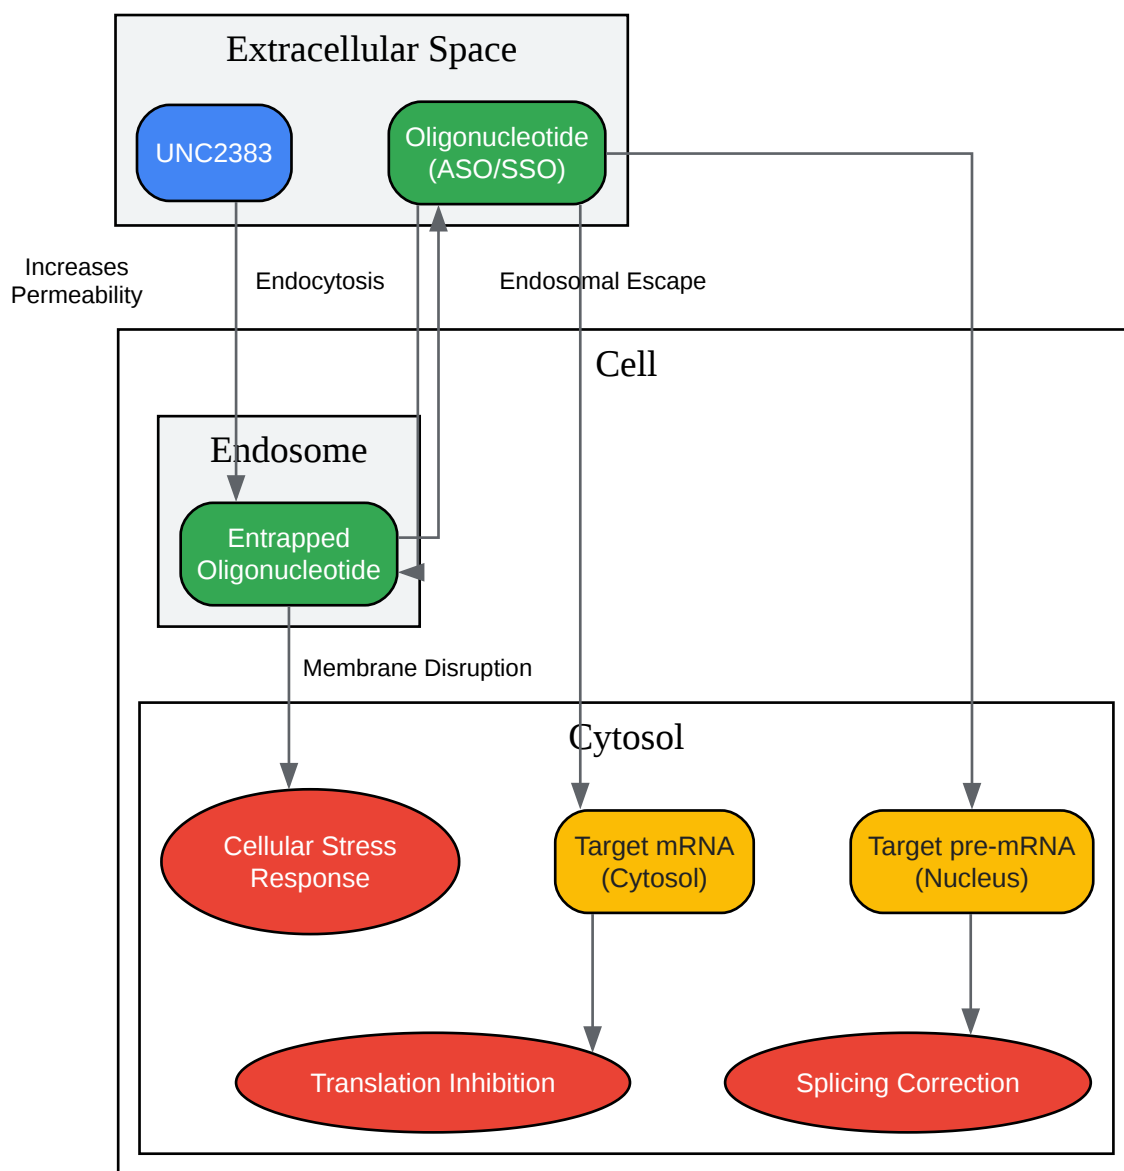 Extracellular Space
UNC2383
Oligonucleotide
(ASO/SSO)
Increases
Permeability
Endocytosis
Endosomal Escape
Cell
Endosome
Entrapped
Oligonucleotide
Membrane Disruption
Cytosol
Cellular Stress
Response
Target mRNA
(Cytosol)
Target pre-mRNA
(Nucleus)
Translation Inhibition
Splicing Correction